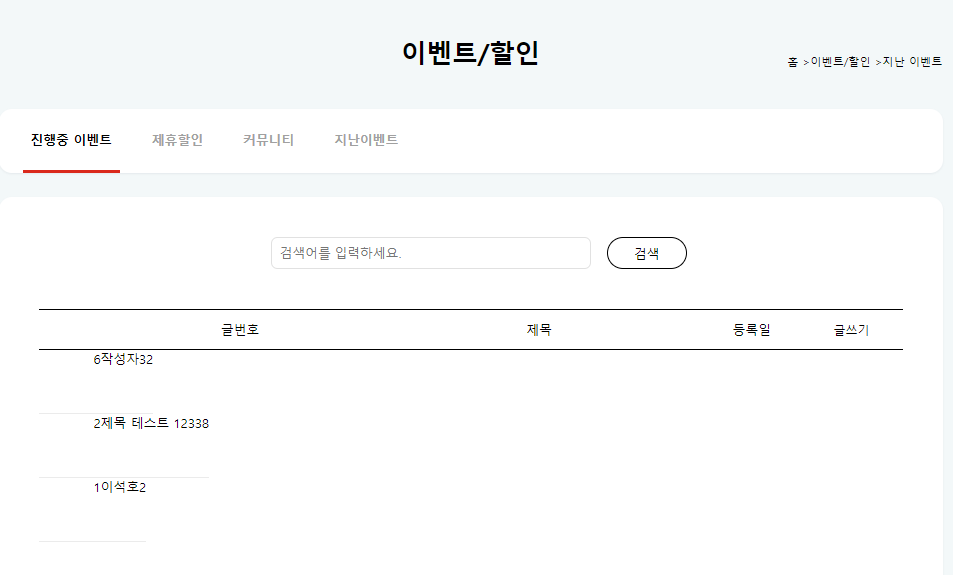 이벤트/할인
홈 >이벤트/할인 >지난 이벤트
진행중 이벤트 제휴할인 커뮤니티 지난이벤트
검색어를 입력하세요. 검색
글번호 제목 등록일 글쓰기
6작성자32
2제목 테스트 12338
1이석호2